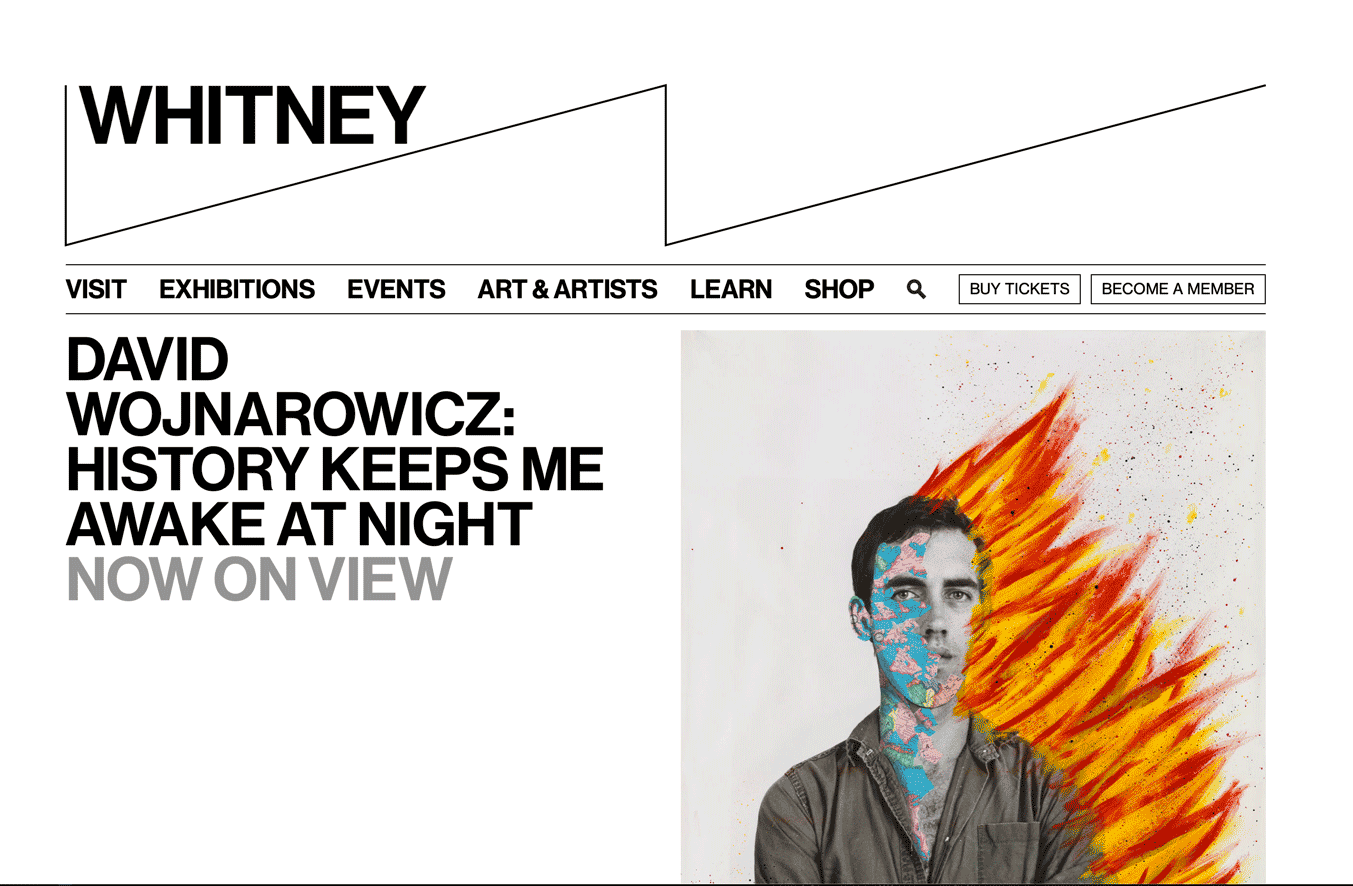 WHITNEY
VISIT EXHIBITIONS EVENTS ART & ARTISTS LEARN SHOP BUY TICKETS BECOME A MEMBER
DAVID
WOJNAROWICZ:
HISTORY KEEPS ME
AWAKE AT NIGHT
NOW ON VIEW